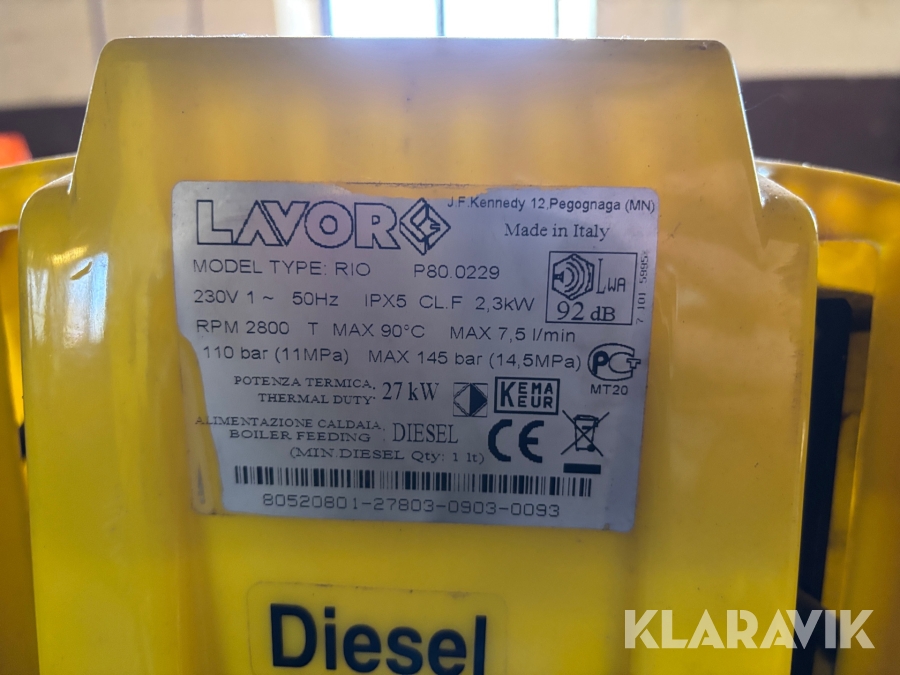 LAVOR
J.F.Kennedy 12,Pegognaga (MN)
Made in Italy
MODEL TYPE: RIO P80.0229
230V 1 ~ 50Hz IPX5 CL.F 2,3kW
LWA
92 dB
RPM 2800 T MAX 90°C MAX 7,5 l/min
110 bar (11MPa) MAX 145 bar (14,5MPa)
MT20
POTENZA TERMICA,
THERMAL DUTY: 27 kW
KEMA
KEUR
ALIMENTAZIONE CALDAIA,
BOILER FEEDING DIESEL
(MIN.DIESEL Qty: 1 lt)
CE
80520801-27803-0903-0093
Diesel
KLARAVIK